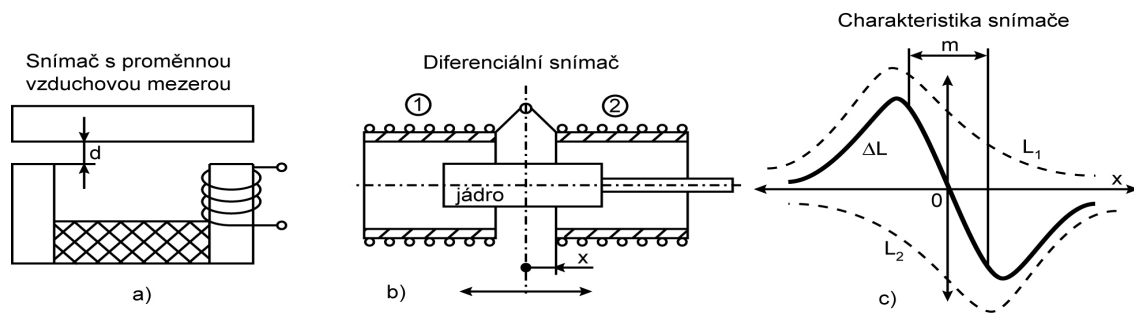 Snímač s proměnnou
vzduchovou mezerou
d
a)
Diferenciální snímač
1
2
jádro
x
b)
Charakteristika snímače
m
ΔL
L1
x
0
L2
c)